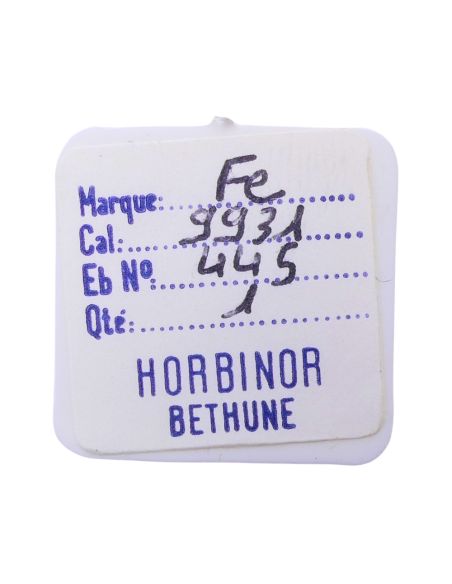 Marque: Fe
Cal: 9931
Eb Nº 445
Qté: 1
HORBINOR
BETHUNE